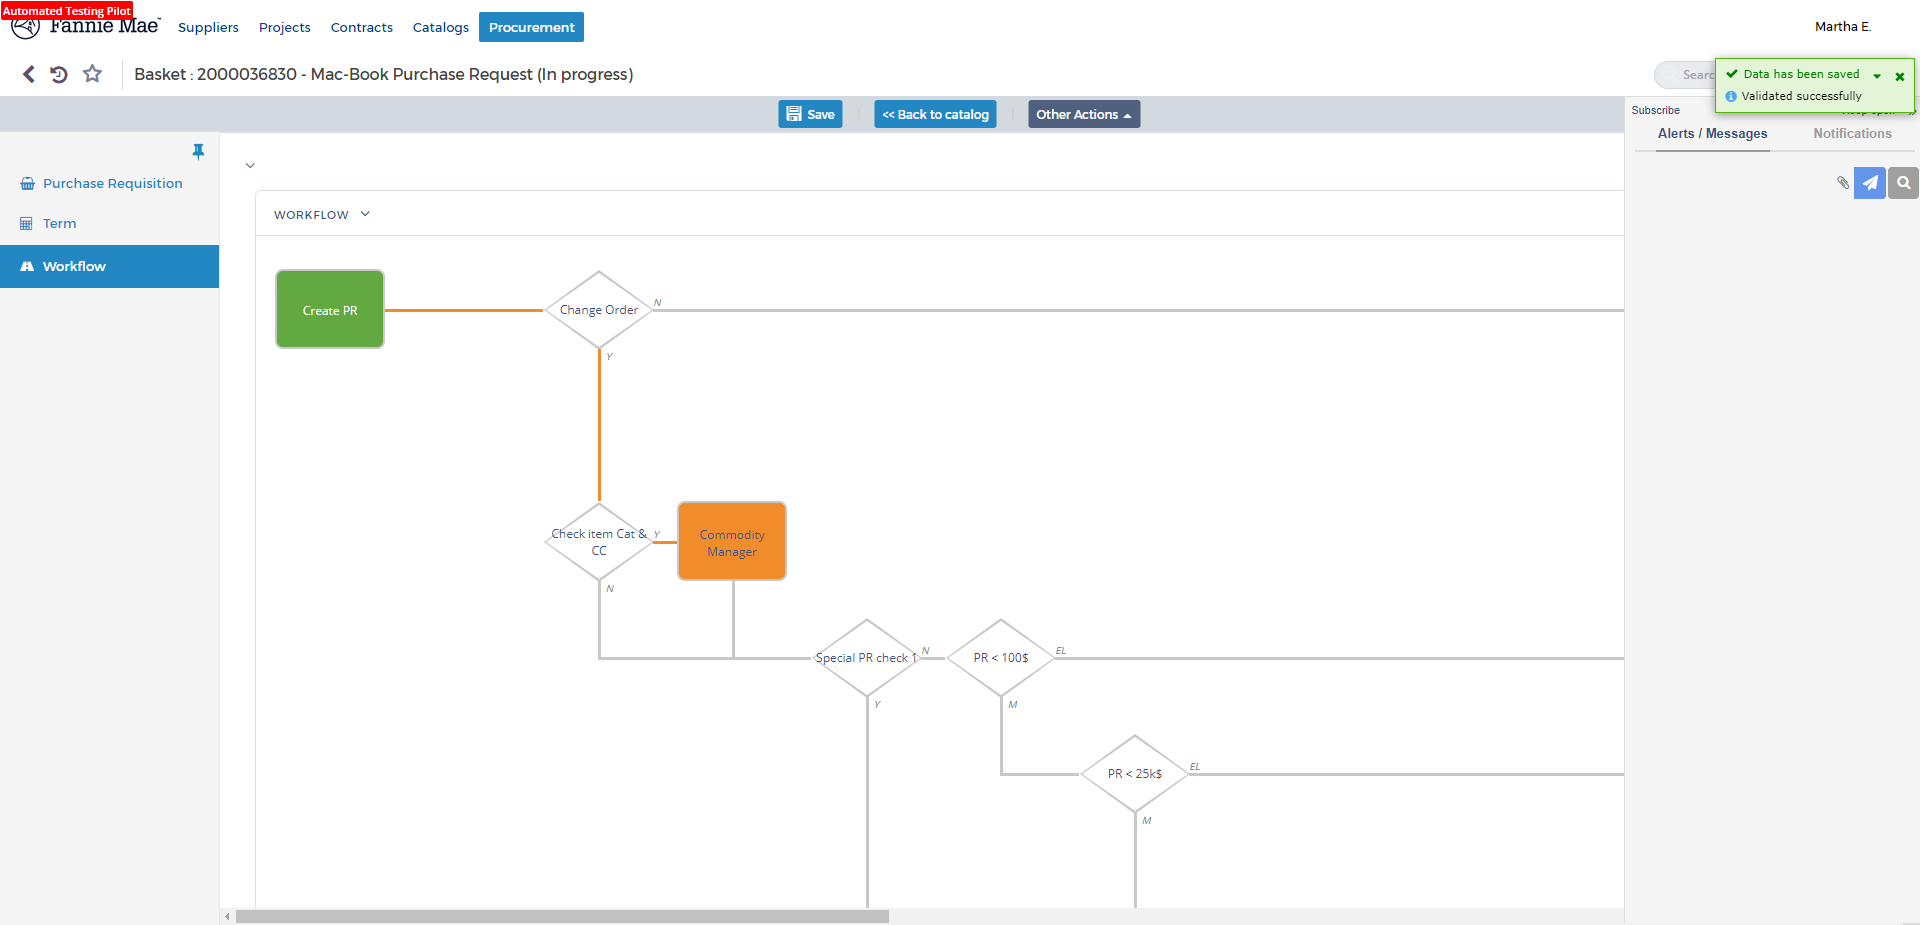 Automated Testing Pilot
Fannie Mae
Suppliers
Projects
Contracts
Catalogs
Procurement
Martha E.
Basket : 2000036830 - Mac-Book Purchase Request (In progress)
Searc
Data has been saved
Validated successfully
Save
<< Back to catalog
Other Actions
Subscribe
Alerts / Messages
Notifications
Purchase Requisition
Term
Workflow
WORKFLOW
Create PR
Change Order
N
Y
Check item Cat &
CC
Y
Commodity
Manager
N
Special PR check 1
N
PR < 100$
EL
Y
M
PR < 25k$
EL
M